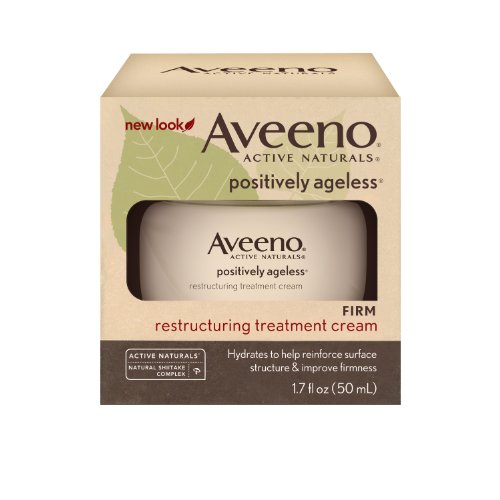 Aveeno
ACTIVE NATURALS®
new look
Aveeno®
ACTIVE NATURALS®
positively ageless®
Aveeno®
ACTIVE NATURALS®
positively ageless®
restructuring treatment cream
FIRM
restructuring treatment cream
ACTIVE NATURALS®
NATURAL SHIITAKE
COMPLEX
Hydrates to help reinforce surface
structure & improve firmness
1.7 fl oz (50 mL)